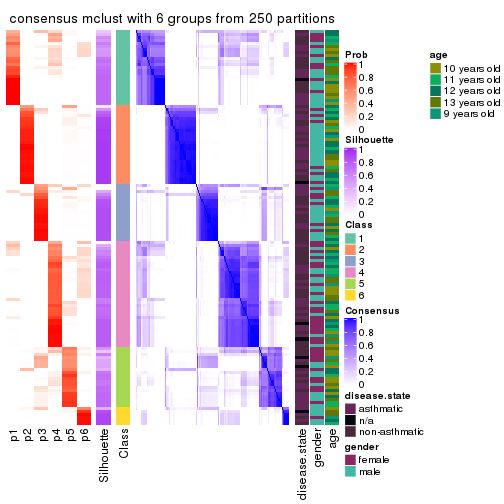 consensus mclust with 6 groups from 250 partitions
Prob
1
0.8
0.6
0.4
0.2
0
Silhouette
1
0.8
0.6
0.4
0.2
0
Class
1
2
3
4
5
6
Consensus
1
0.8
0.6
0.4
0.2
0
disease.state
asthmatic
n/a
non-asthmatic
gender
female
male
age
10 years old
11 years old
12 years old
13 years old
9 years old
p1
p2
p3
p4
p5
p6
Silhouette
Class
disease.state
gender
age